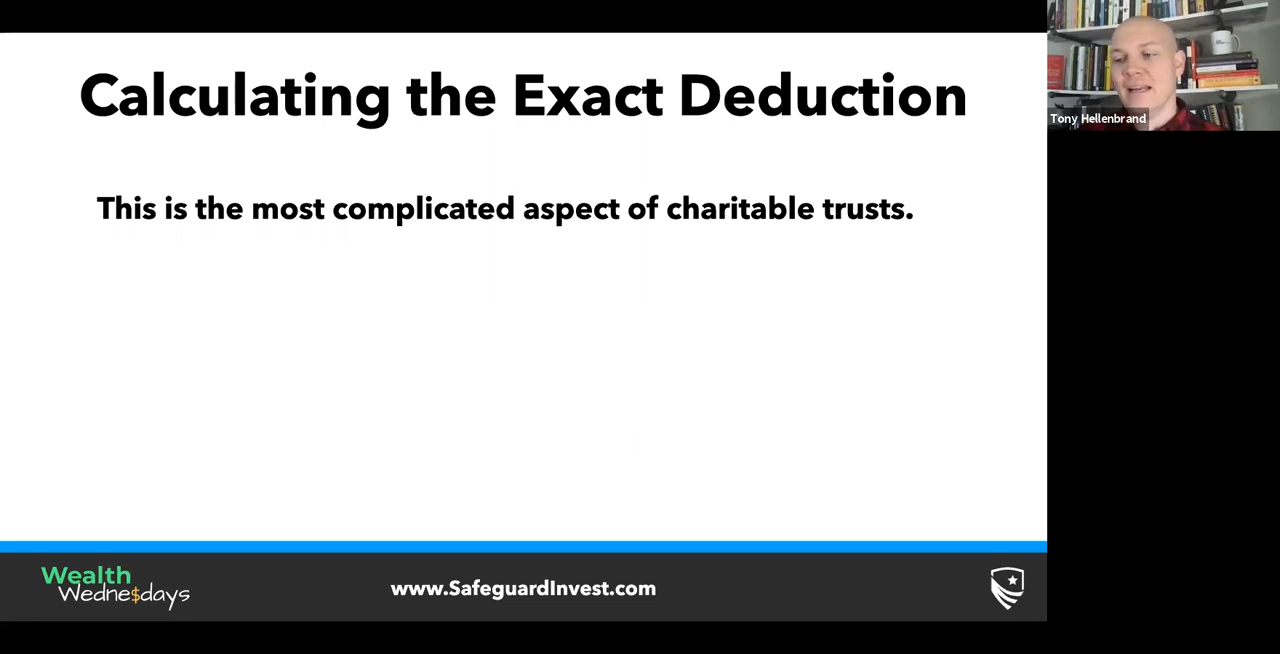 Calculating the Exact Deduction
This is the most complicated aspect of charitable trusts.
Tony Hellenbrand
Wealth
Wedne$days
www.SafeguardInvest.com